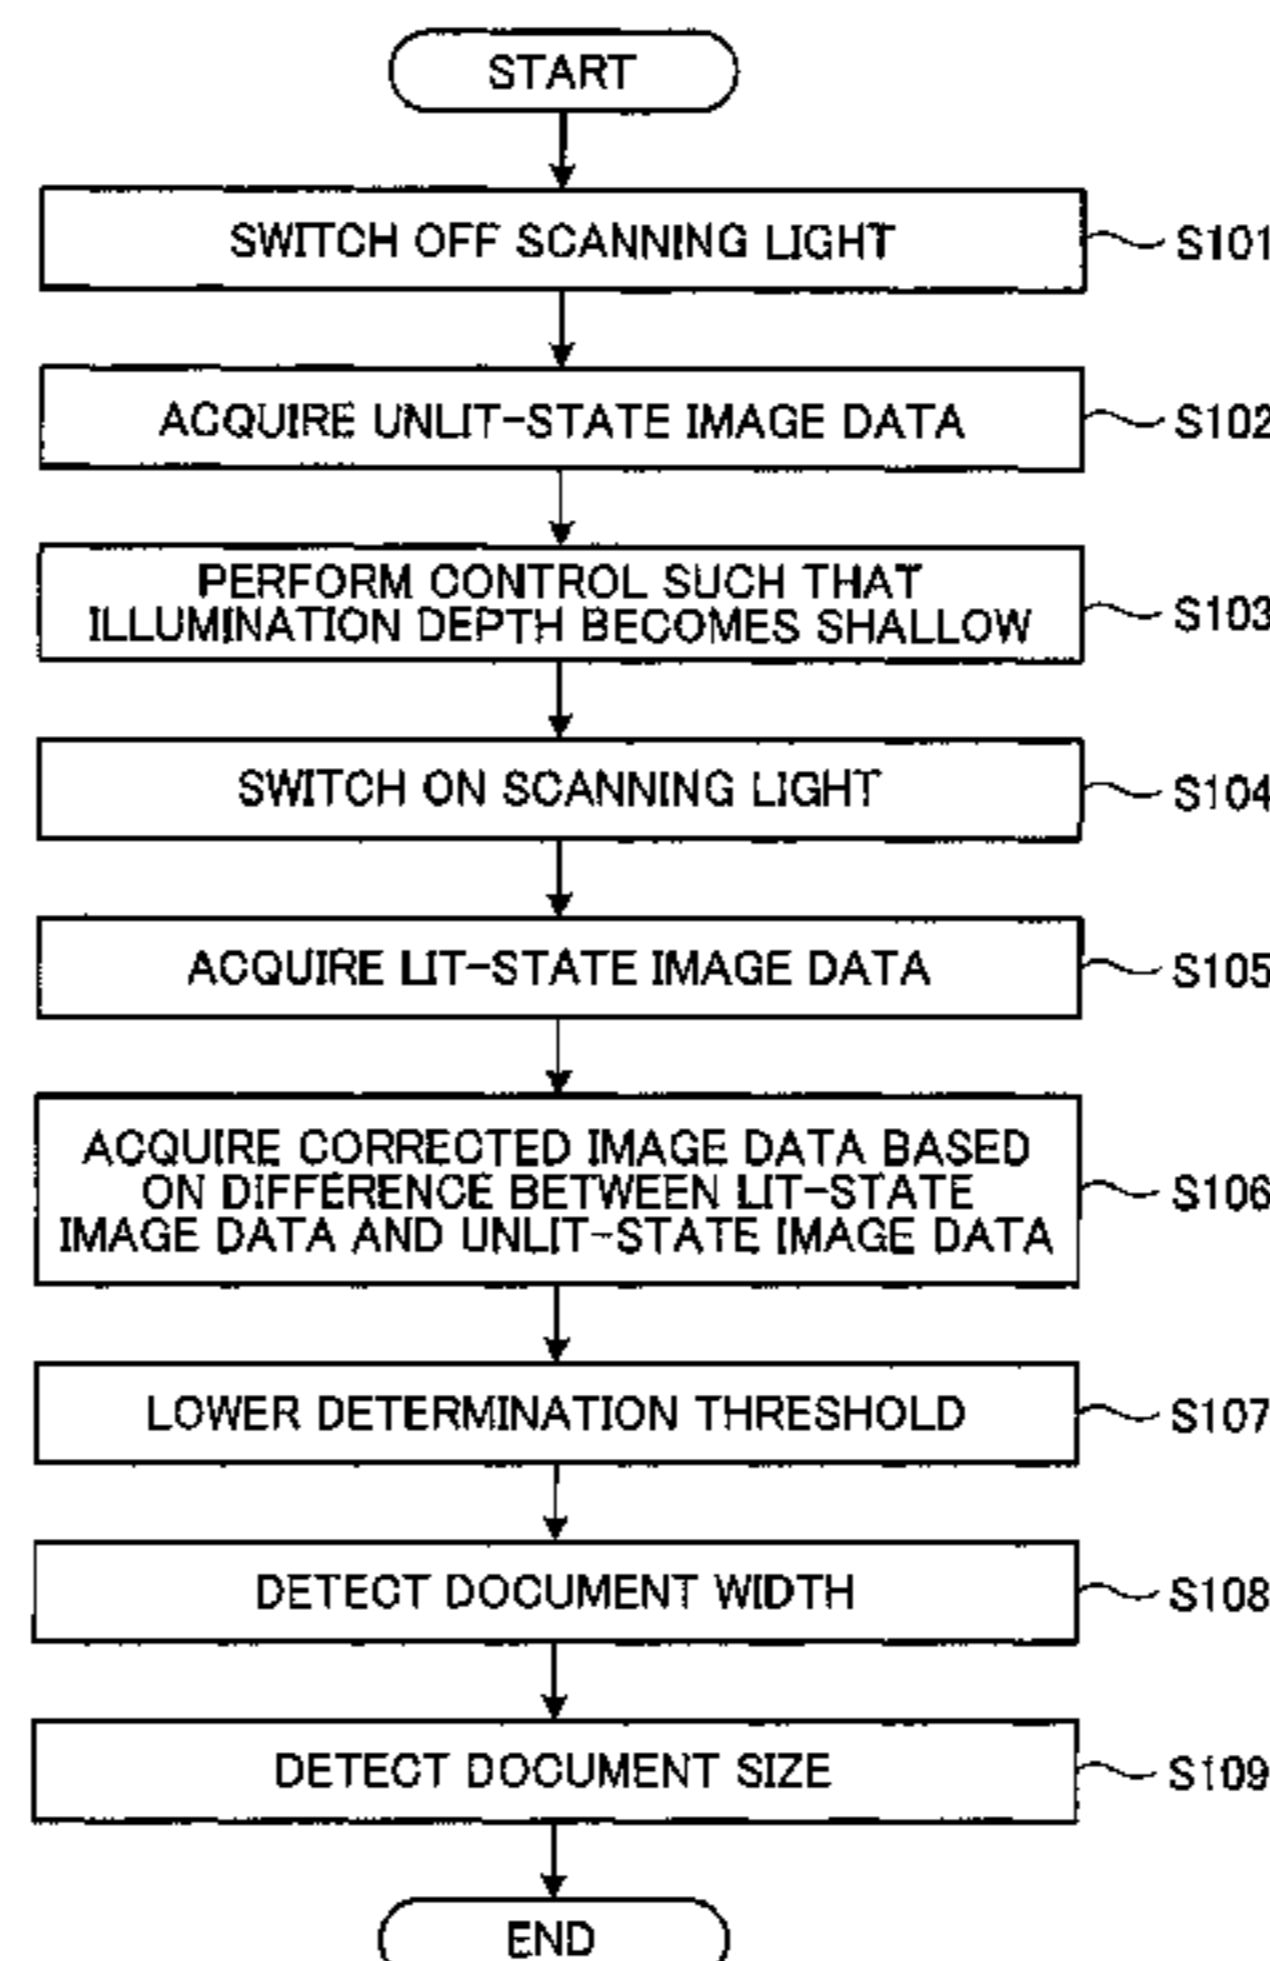 START
SWITCH OFF SCANNING LIGHT
S101
ACQUIRE UNLIT-STATE IMAGE DATA
S102
PERFORM CONTROL SUCH THAT
ILLUMINATION DEPTH BECOMES SHALLOW
S103
SWITCH ON SCANNING LIGHT
S104
ACQUIRE LIT-STATE IMAGE DATA
S105
ACQUIRE CORRECTED IMAGE DATA BASED
ON DIFFERENCE BETWEEN LIT-STATE
IMAGE DATA AND UNLIT-STATE IMAGE DATA
S106
LOWER DETERMINATION THRESHOLD
S107
DETECT DOCUMENT WIDTH
S108
DETECT DOCUMENT SIZE
S109
END